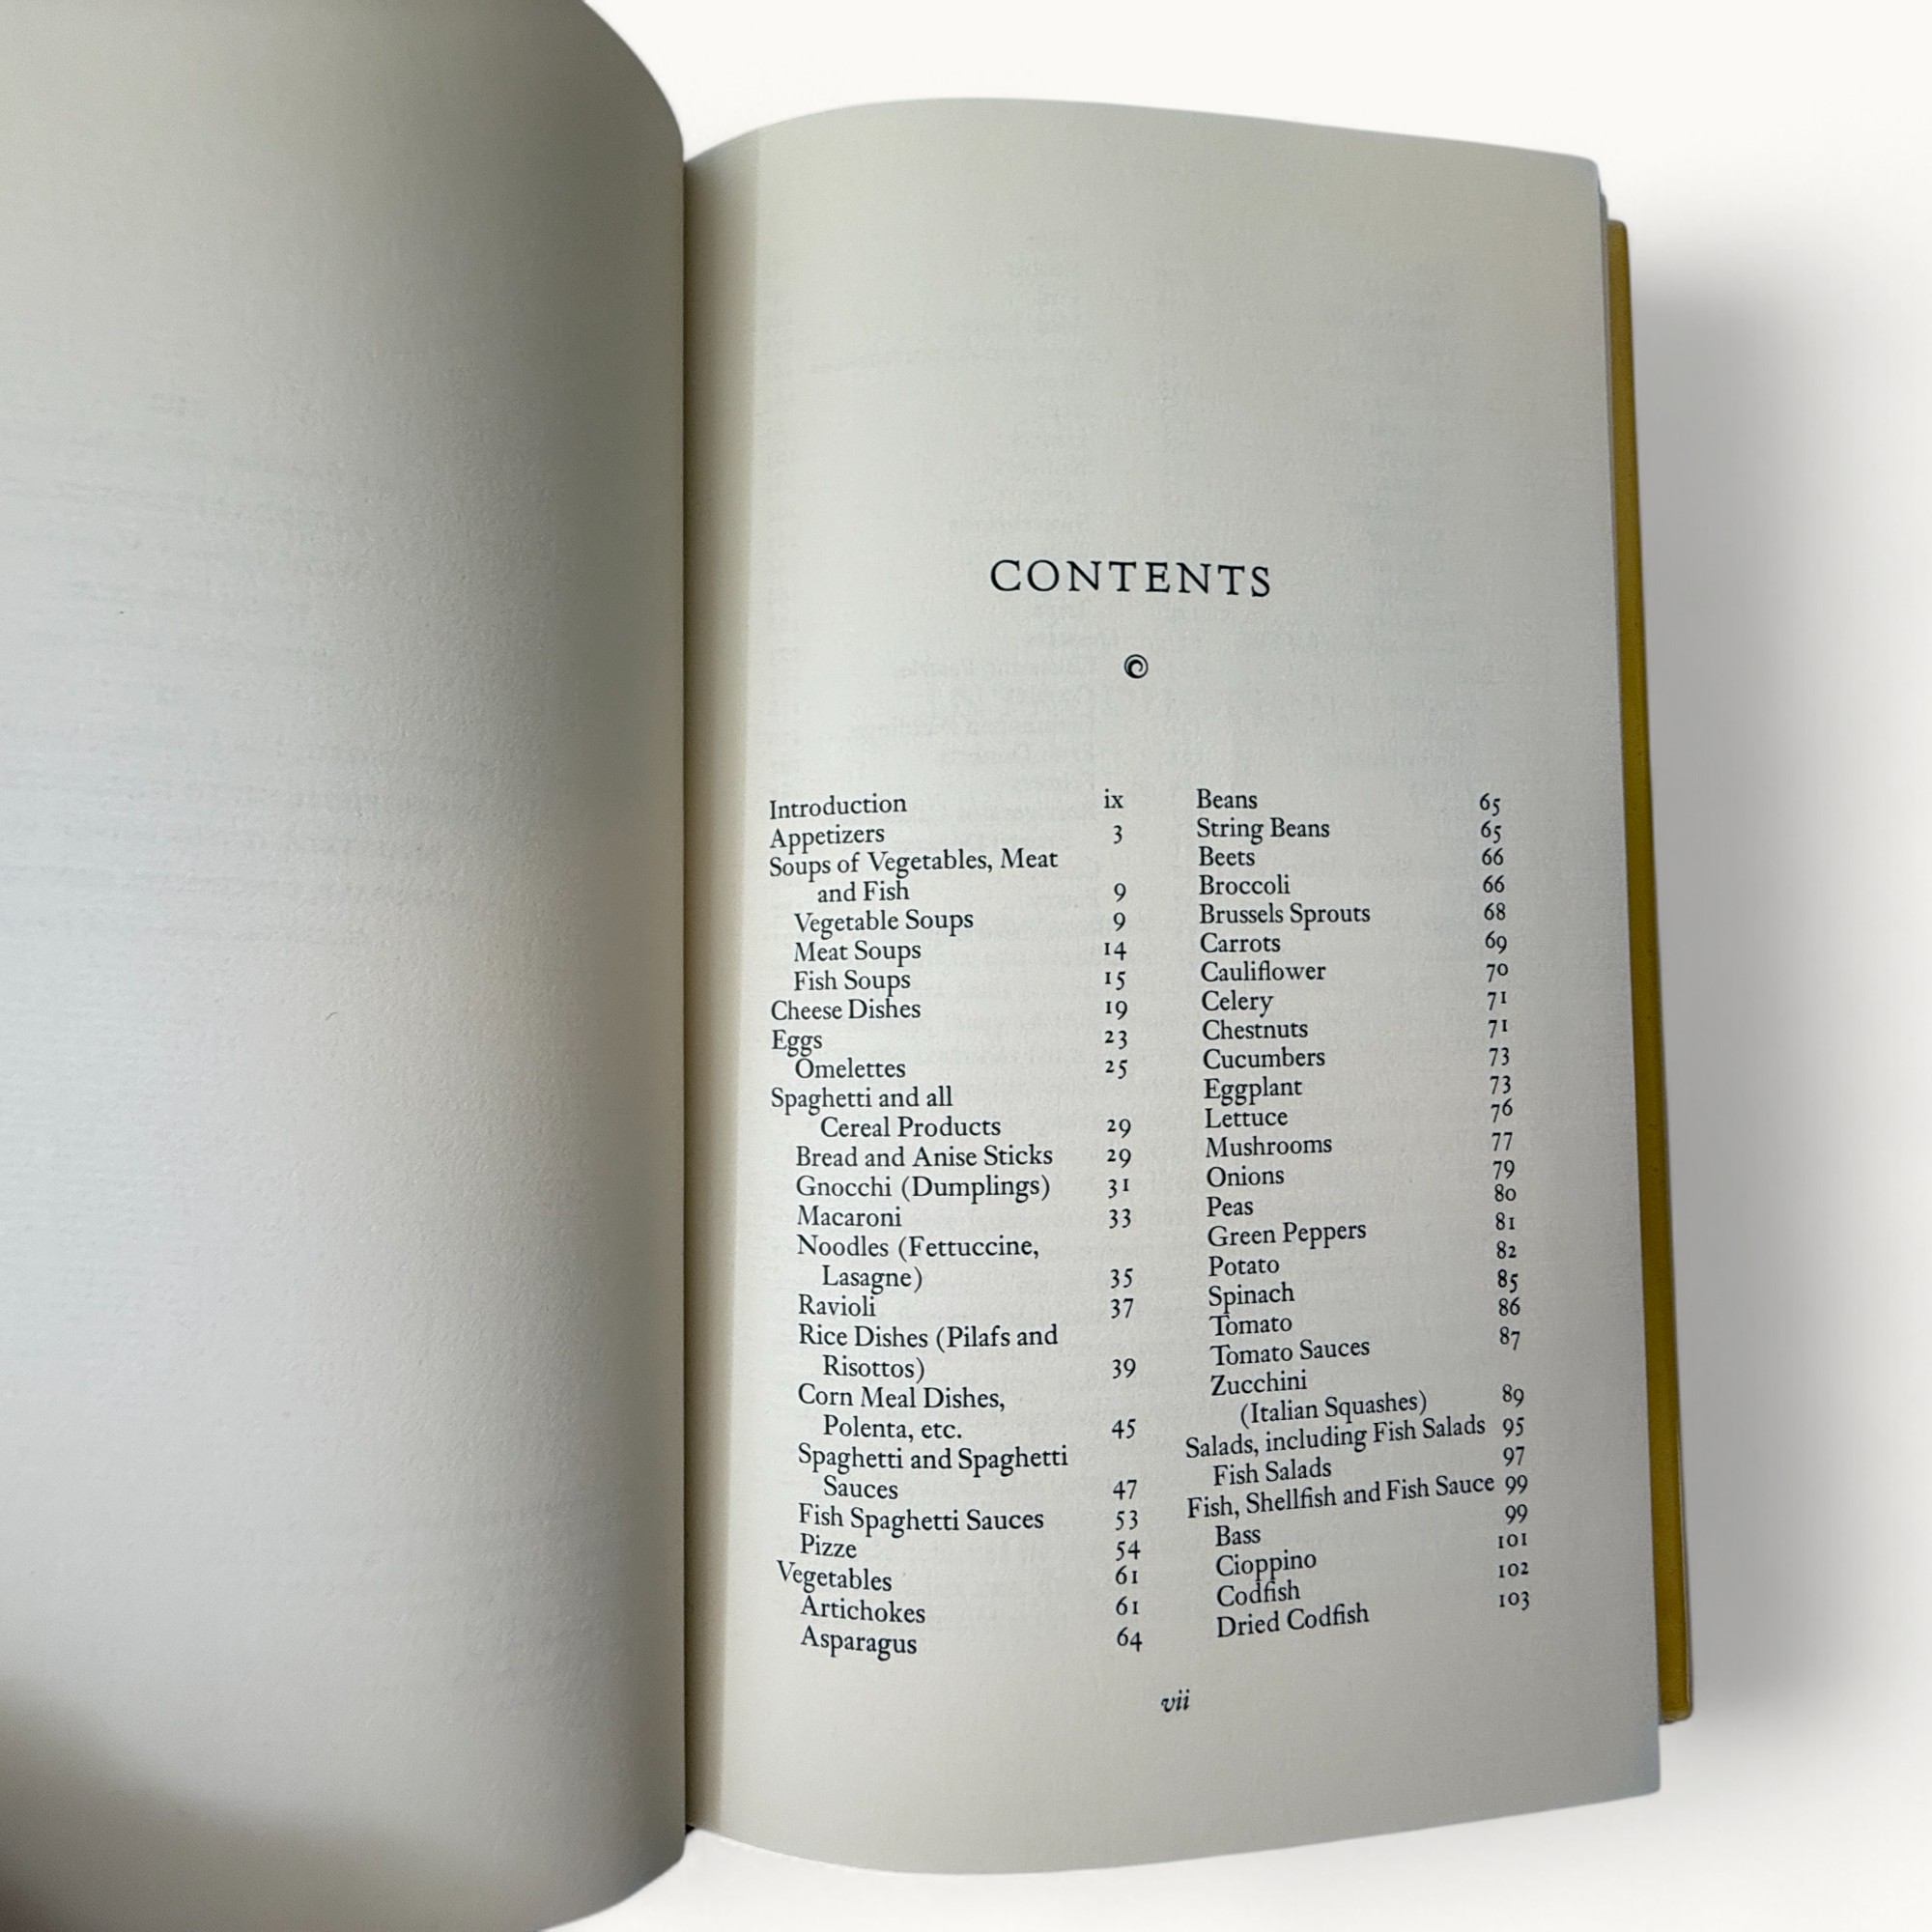 CONTENTS
Introduction ix
Appetizers 3
Soups of Vegetables, Meat
and Fish 9
Vegetable Soups 9
Meat Soups 14
Fish Soups 15
Cheese Dishes 19
Eggs 23
Omelettes 25
Spaghetti and all
Cereal Products 29
Bread and Anise Sticks 29
Gnocchi (Dumplings) 31
Macaroni 33
Noodles (Fettuccine,
Lasagne) 35
Ravioli 37
Rice Dishes (Pilafs and
Risottos) 39
Corn Meal Dishes,
Polenta, etc. 45
Spaghetti and Spaghetti
Sauces 47
Fish Spaghetti Sauces 53
Pizze 54
Vegetables 61
Artichokes 61
Asparagus 64
Beans 65
String Beans 65
Beets 66
Broccoli 66
Brussels Sprouts 68
Carrots 69
Cauliflower 70
Celery 71
Chestnuts 71
Cucumbers 73
Eggplant 73
Lettuce 76
Mushrooms 77
Onions 79
Peas 80
Green Peppers 81
Potato 82
Spinach 85
Tomato 86
Tomato Sauces 87
Zucchini
(Italian Squashes) 89
Salads, including Fish Salads 95
Fish Salads 97
Fish, Shellfish and Fish Sauce 99
Bass 99
Cioppino 101
Codfish 102
Dried Codfish 103
vii